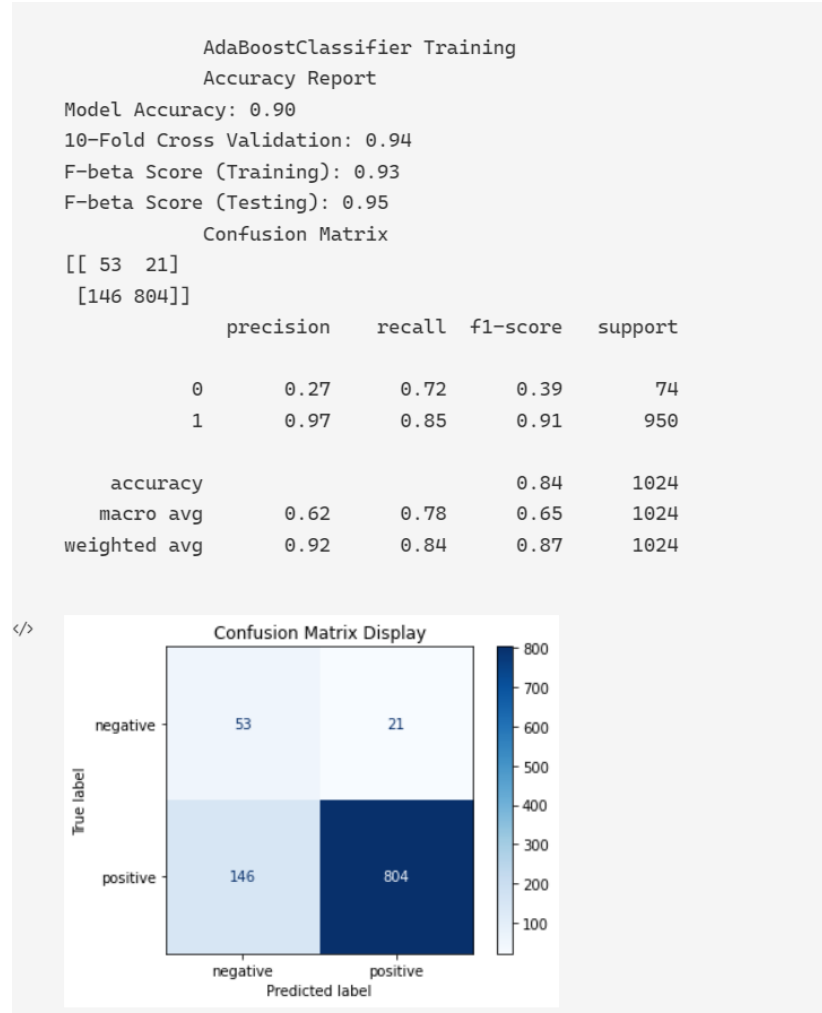 AdaBoostClassifier Training
Accuracy Report
Model Accuracy: 0.90
10-Fold Cross Validation: 0.94
F-beta Score (Training): 0.93
F-beta Score (Testing): 0.95
Confusion Matrix
[[ 53  21]
 [146 804]]
precision    recall  f1-score   support
0       0.27      0.72      0.39        74
1       0.97      0.85      0.91       950
accuracy                           0.84      1024
macro avg       0.62      0.78      0.65      1024
weighted avg       0.92      0.84      0.87      1024
</>
Confusion Matrix Display
800
700
600
500
400
300
200
100
negative
53
21
True label
positive
146
804
negative
positive
Predicted label